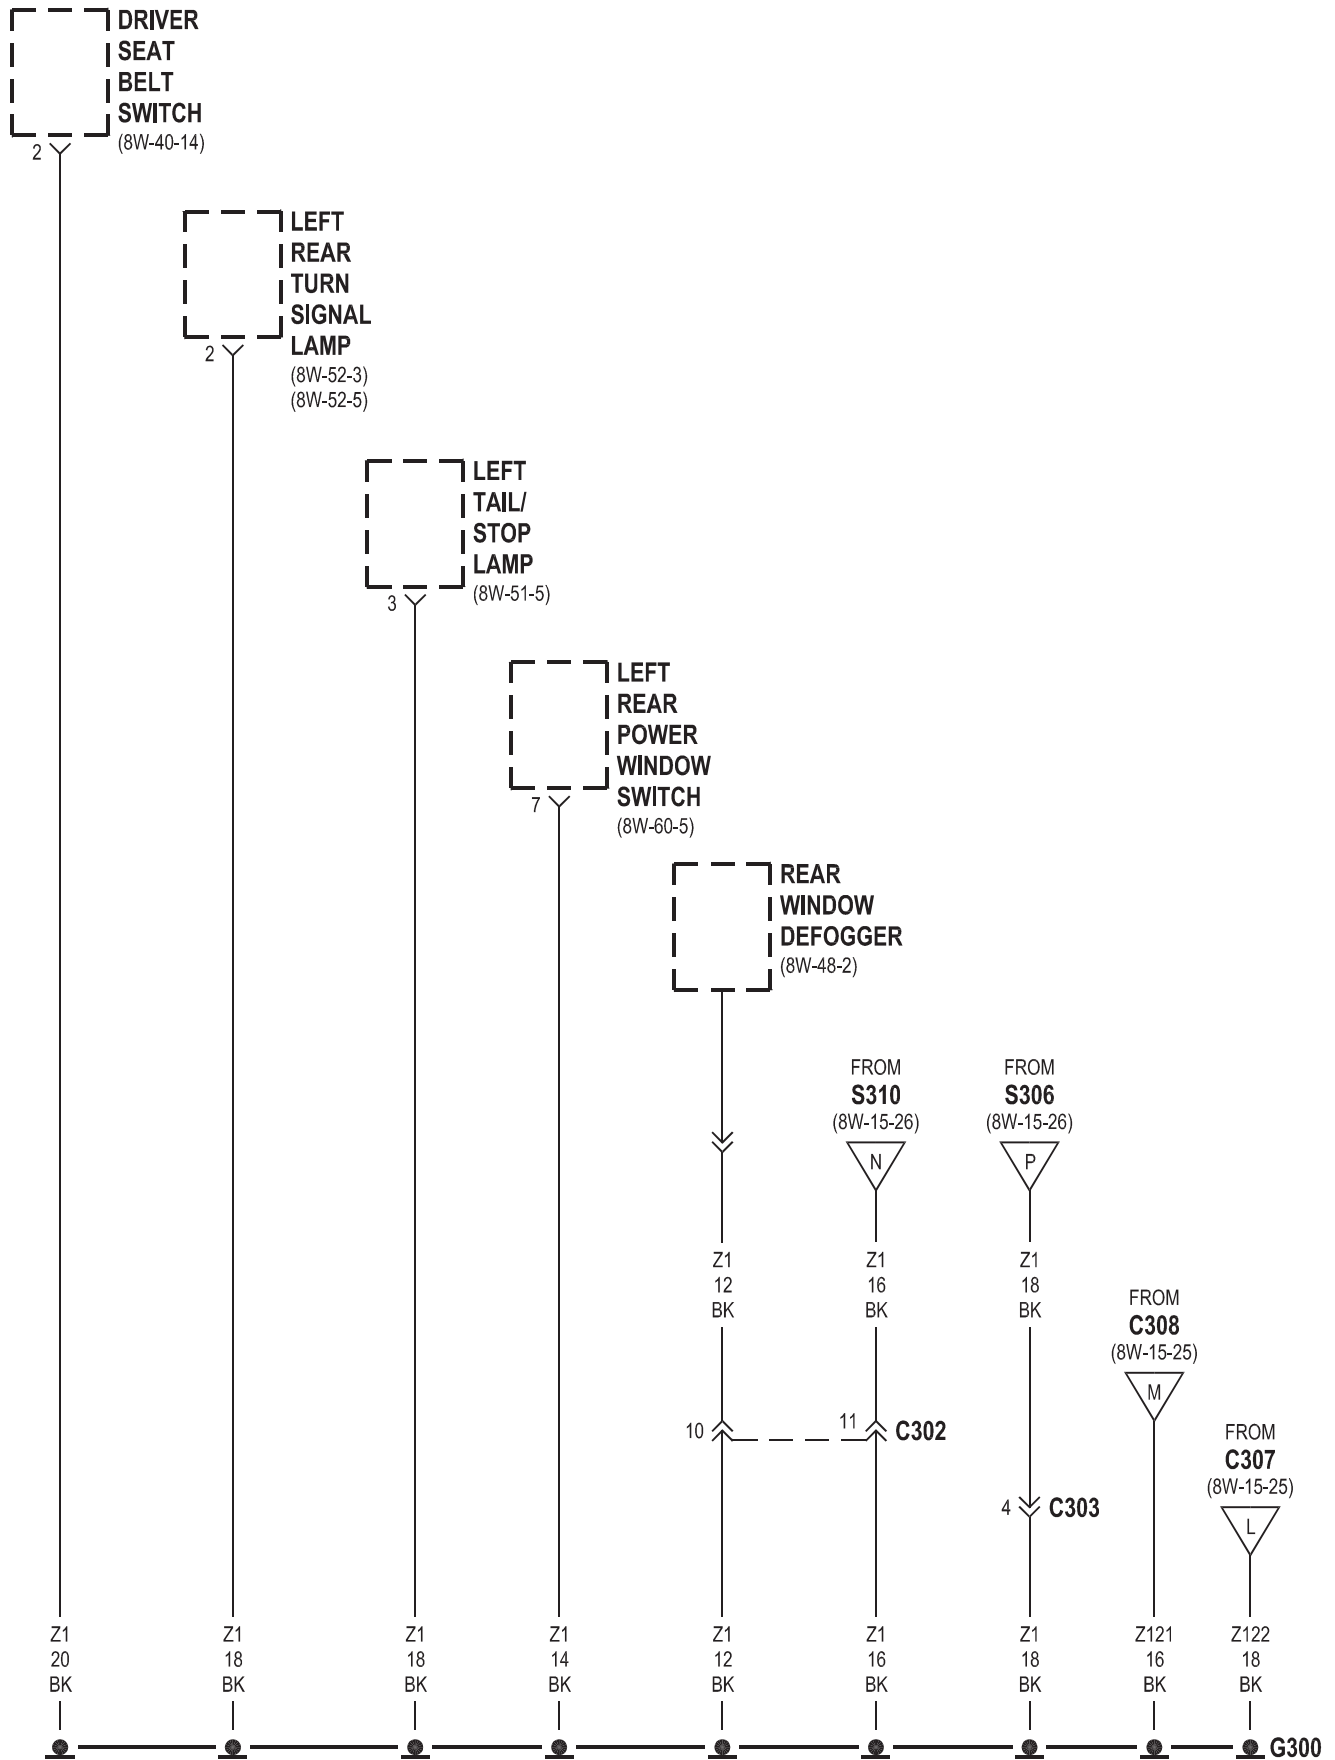 DRIVER
SEAT
BELT
SWITCH
(8W-40-14)
2
LEFT
REAR
TURN
SIGNAL
LAMP
(8W-52-3)
(8W-52-5)
2
LEFT
TAIL/
STOP
LAMP
(8W-51-5)
3
LEFT
REAR
POWER
WINDOW
SWITCH
(8W-60-5)
7
REAR
WINDOW
DEFOGGER
(8W-48-2)
FROM
S310
(8W-15-26)
N
FROM
S306
(8W-15-26)
P
Z1
12
BK
Z1
16
BK
Z1
18
BK
FROM
C308
(8W-15-25)
M
10
11
C302
FROM
C307
(8W-15-25)
L
4
C303
Z1
20
BK
Z1
18
BK
Z1
18
BK
Z1
14
BK
Z1
12
BK
Z1
16
BK
Z1
18
BK
Z121
16
BK
Z122
18
BK
G300